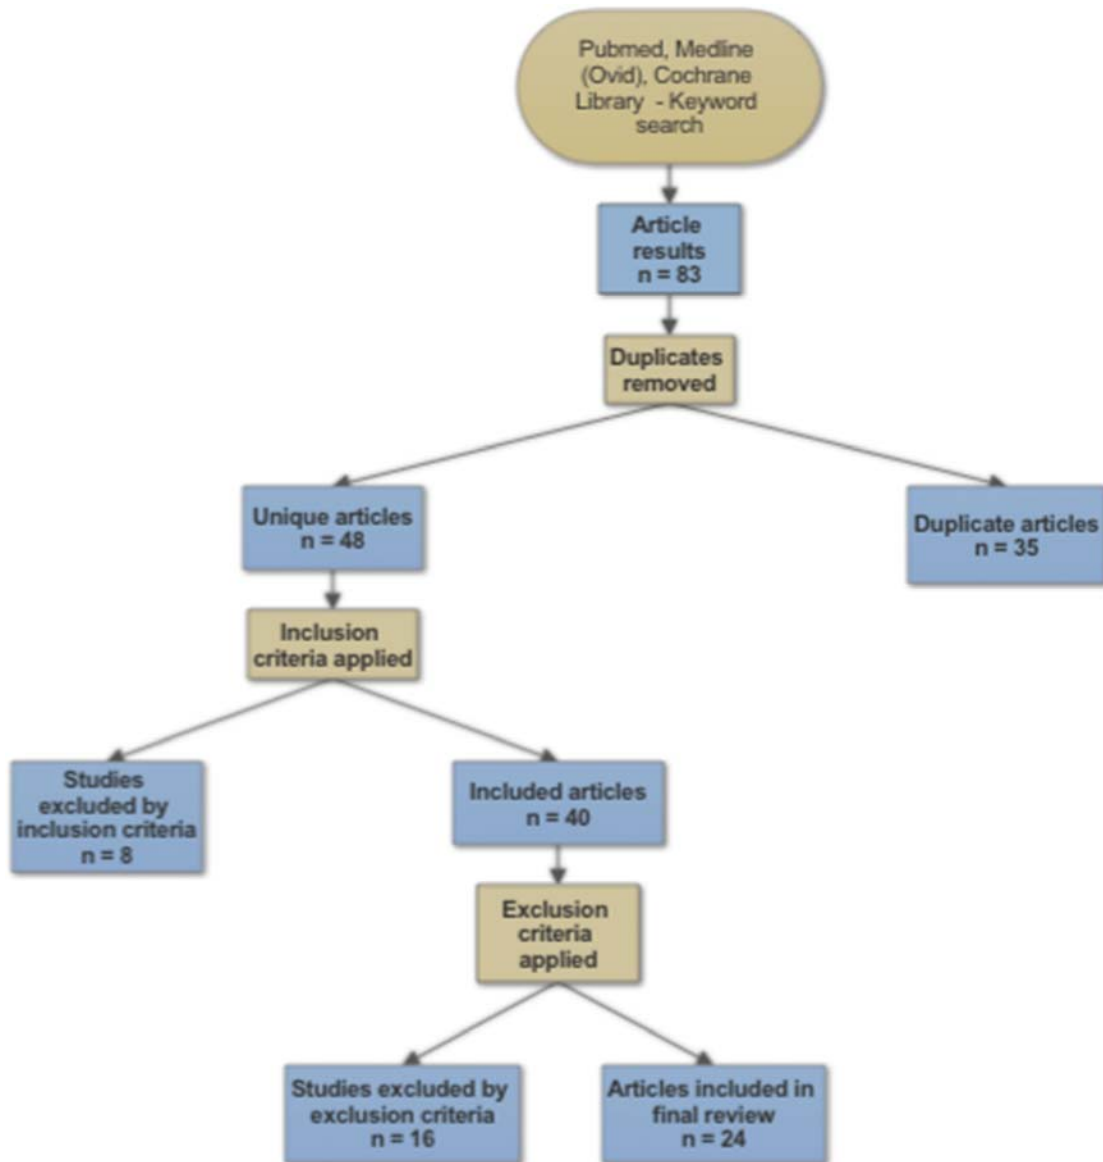 Pubmed, Medline
(Ovid), Cochrane
Library - Keyword
search
Article
results
n = 83
Duplicates
removed
Unique articles
n = 48
Duplicate articles
n = 35
Inclusion
criteria applied
Studies
excluded by
inclusion criteria
n = 8
Included articles
n = 40
Exclusion
criteria
applied
Studies excluded by
exclusion criteria
n = 16
Articles included in
final review
n = 24